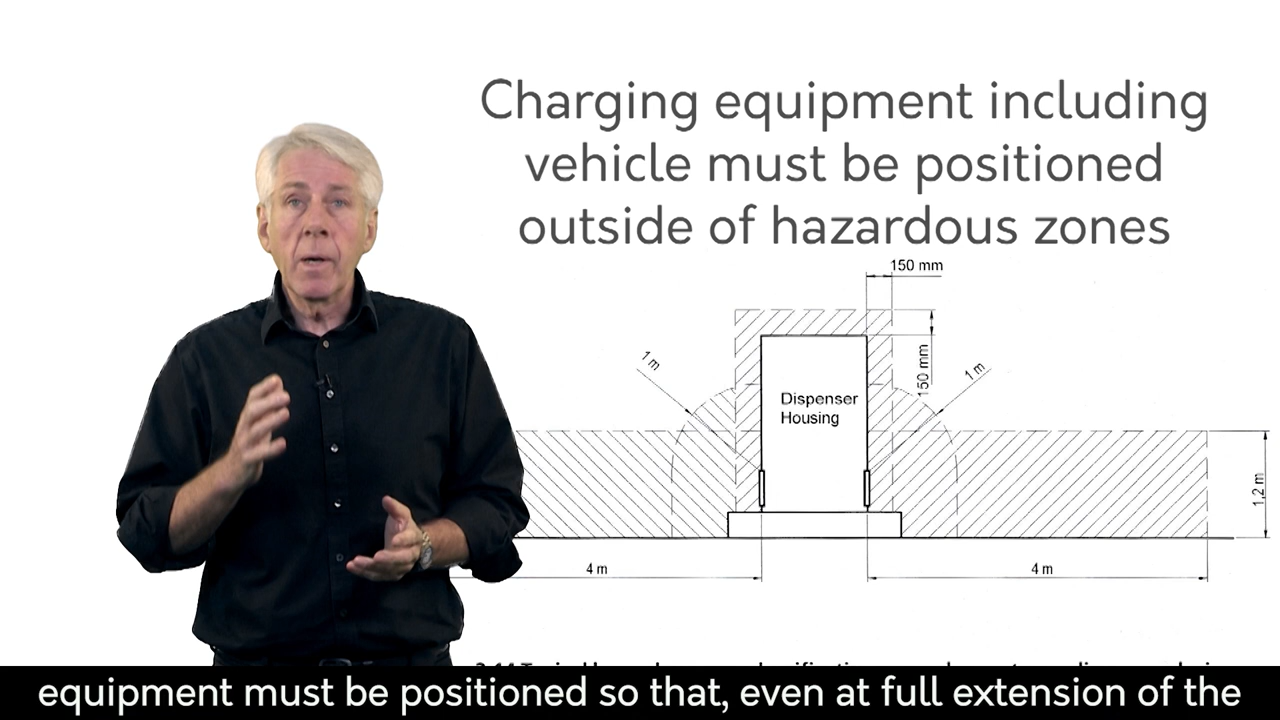 Charging equipment including
vehicle must be positioned
outside of hazardous zones
150 mm
1 m
150 mm
1 m
Dispenser
Housing
1,2 m
4 m
4 m
equipment must be positioned so that, even at full extension of the